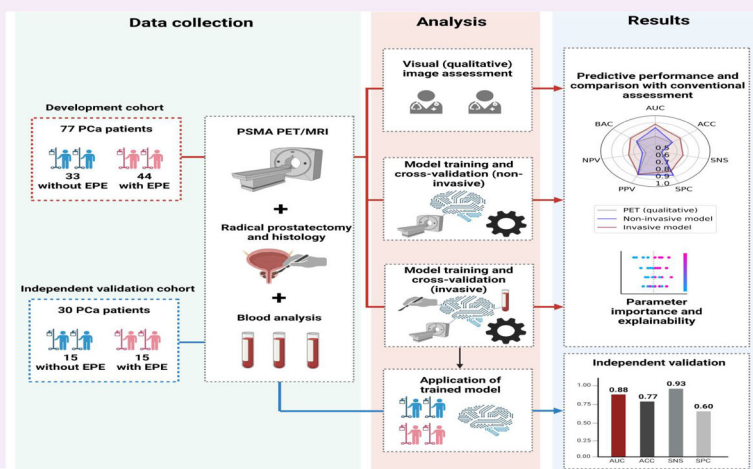 Data collection
Analysis
Results
Development cohort
77 PCa patients
33
without EPE
44
with EPE
Independent validation cohort
30 PCa patients
15
without EPE
15
with EPE
PSMA PET/MRI
+
Radical prostatectomy
and histology
+
Blood analysis
Visual (qualitative)
image assessment
Model training and
cross-validation (non-
invasive)
Model training and
cross-validation
(invasive)
Application of
trained model
Predictive performance and
comparison with conventional
assessment
AUC
BAC
ACC
NPV
SNS
PPV
SPC
0.5
0.6
0.7
0.8
0.9
1.0
PET (qualitative)
Non-invasive model
Invasive model
Parameter
importance and
explainability
Independent validation
1.00
0.75
0.50
0.25
0.00
0.88
0.77
0.93
0.60
AUC
ACC
SNS
SPC